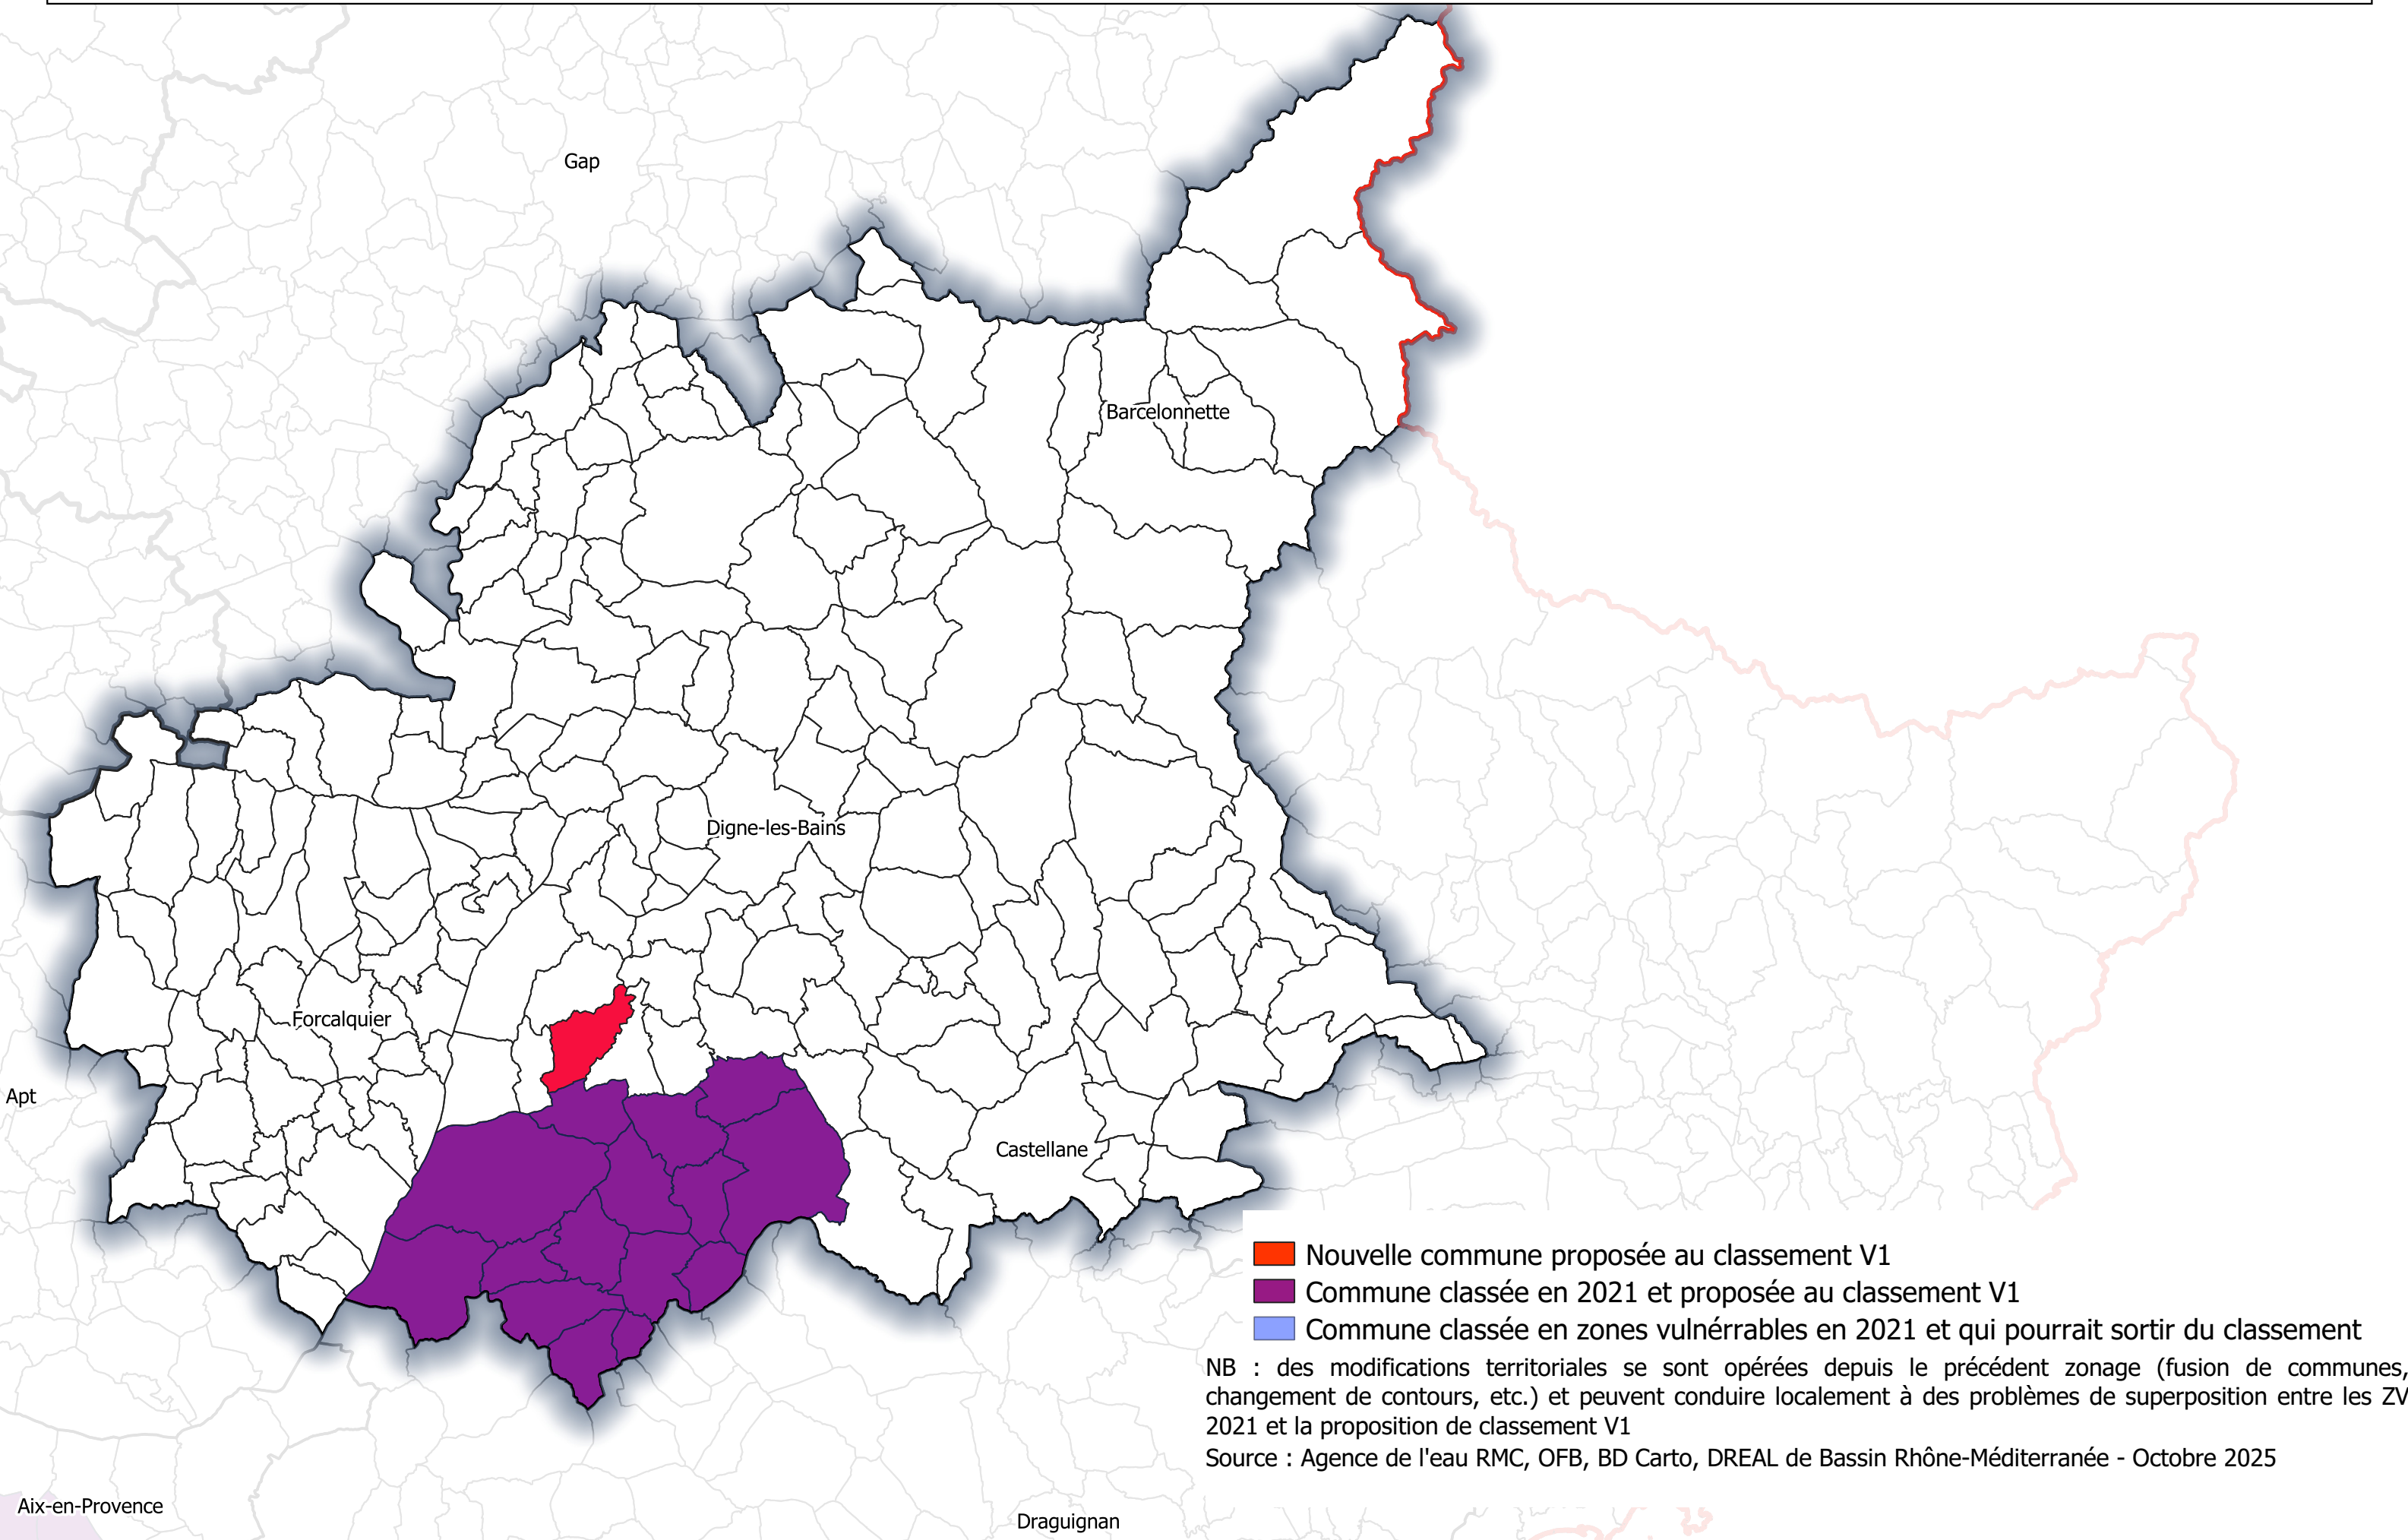 Gap
Barcelonnette
Digne-les-Bains
Forcalquier
Apt
Castellane
Nouvelle commune proposée au classement V1
Commune classée en 2021 et proposée au classement V1
Commune classée en zones vulnérrables en 2021 et qui pourrait sortir du classement
NB : des modifications territoriales se sont opérées depuis le précédent zonage (fusion de communes,
changement de contours, etc.) et peuvent conduire localement à des problèmes de superposition entre les ZV
2021 et la proposition de classement V1
Source : Agence de l'eau RMC, OFB, BD Carto, DREAL de Bassin Rhône-Méditerranée - Octobre 2025
Aix-en-Provence
Draguignan